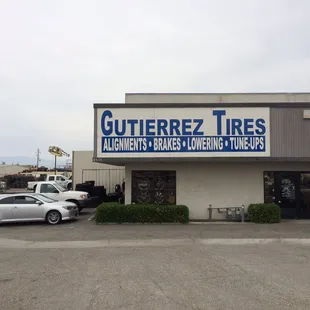 GUTIERREZ TIRES
ALIGNMENTS • BRAKES • LOWERING • TUNE-UPS